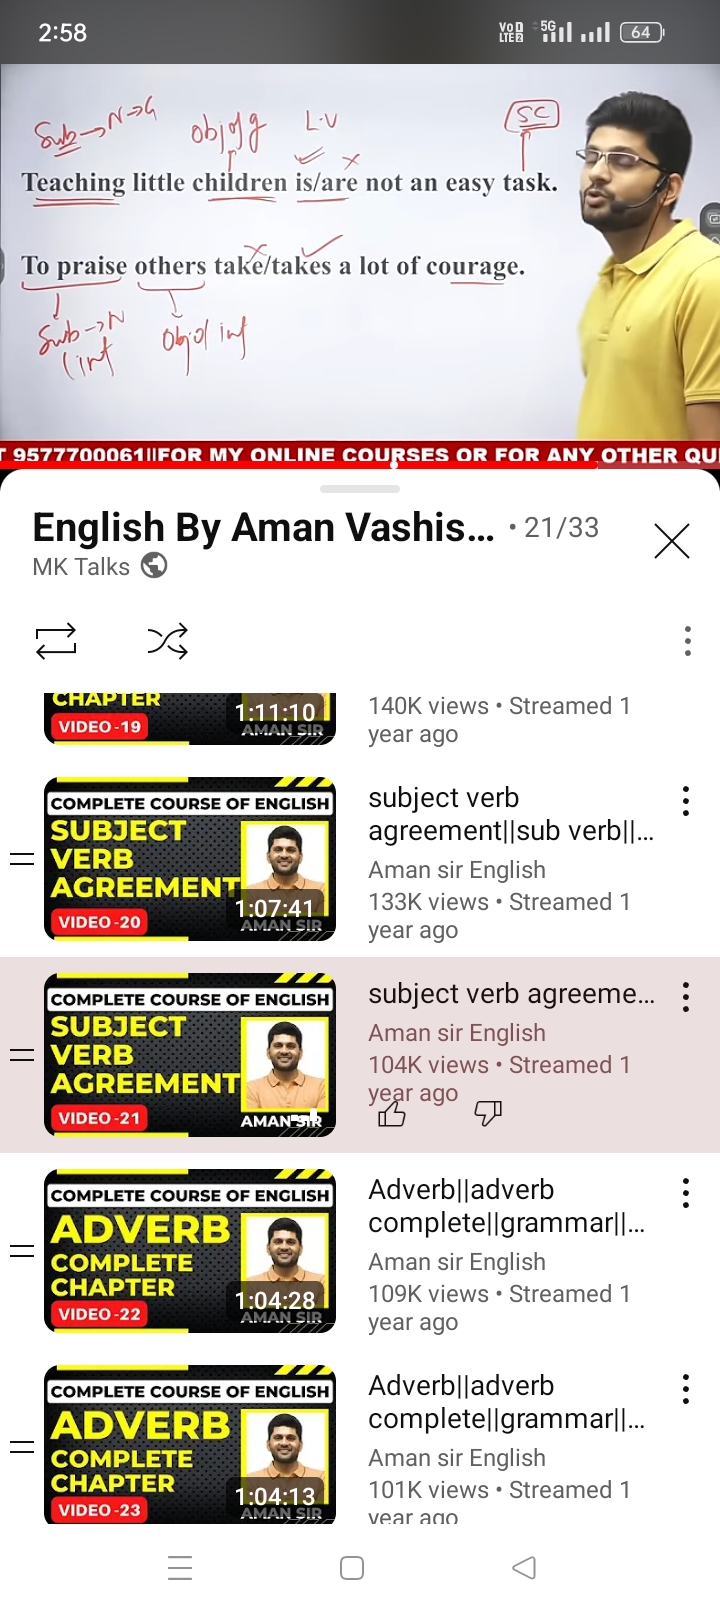 2:58
VoD LTE2 5G 64
Sub → N → G obj of g L.V SC
Teaching little children is/are not an easy task.
To praise others take/takes a lot of courage.
Sub → N Obj of inf
(inf
T 9577700061||FOR MY ONLINE COURSES OR FOR ANY OTHER QU
English By Aman Vashis... • 21/33
MK Talks
CHAPTER
VIDEO-19
1:11:10
AMAN SIR
140K views • Streamed 1
year ago
COMPLETE COURSE OF ENGLISH
SUBJECT
VERB
AGREEMENT
VIDEO-20
1:07:41
AMAN SIR
subject verb
agreement||sub verb||...
Aman sir English
133K views • Streamed 1
year ago
COMPLETE COURSE OF ENGLISH
SUBJECT
VERB
AGREEMENT
VIDEO-21
AMAN SIR
subject verb agreeme...
Aman sir English
104K views • Streamed 1
year ago
COMPLETE COURSE OF ENGLISH
ADVERB
COMPLETE
CHAPTER
VIDEO-22
1:04:28
AMAN SIR
Adverb||adverb
complete||grammar||...
Aman sir English
109K views • Streamed 1
year ago
COMPLETE COURSE OF ENGLISH
ADVERB
COMPLETE
CHAPTER
VIDEO-23
1:04:13
AMAN SIR
Adverb||adverb
complete||grammar||...
Aman sir English
101K views • Streamed 1
year ago